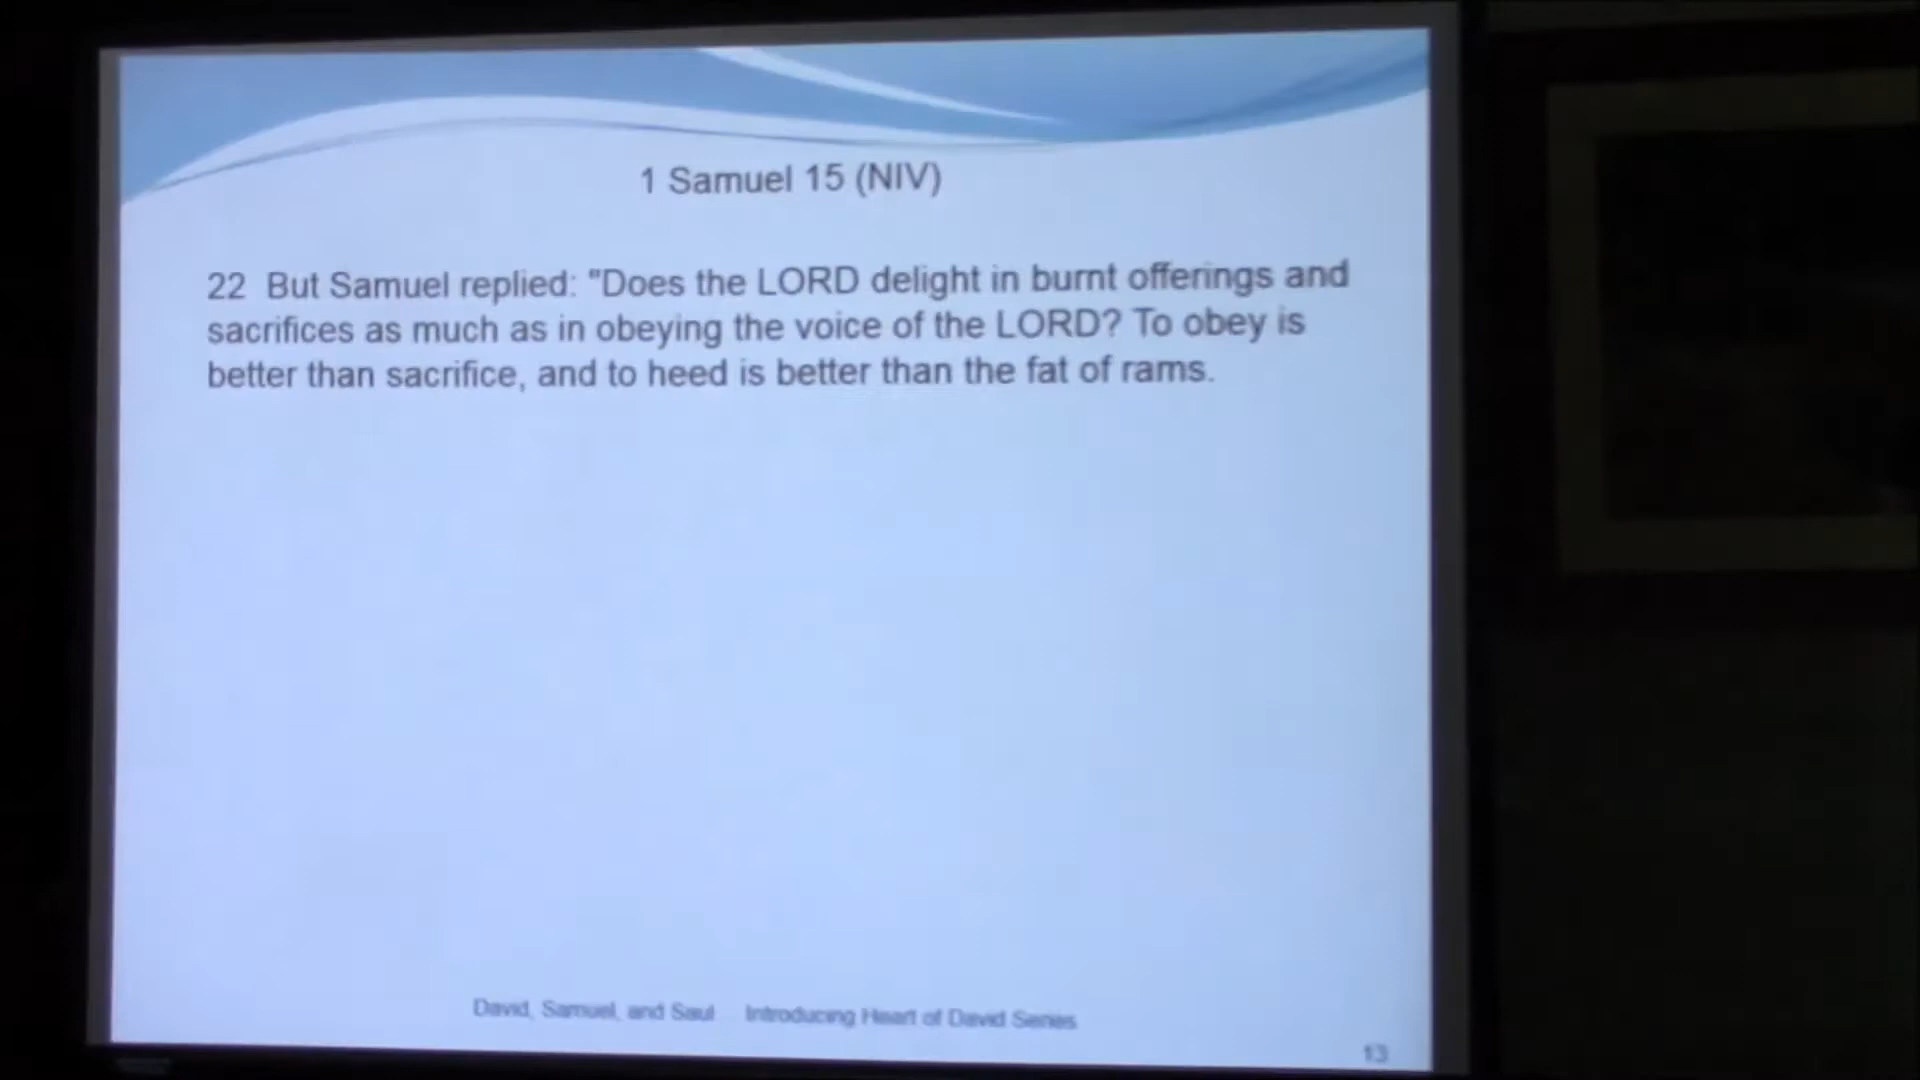 1 Samuel 15 (NIV)
22 But Samuel replied: "Does the LORD delight in burnt offerings and
sacrifices as much as in obeying the voice of the LORD? To obey is
better than sacrifice, and to heed is better than the fat of rams.
David, Samuel, and Saul Introducing Heart of David Series
13